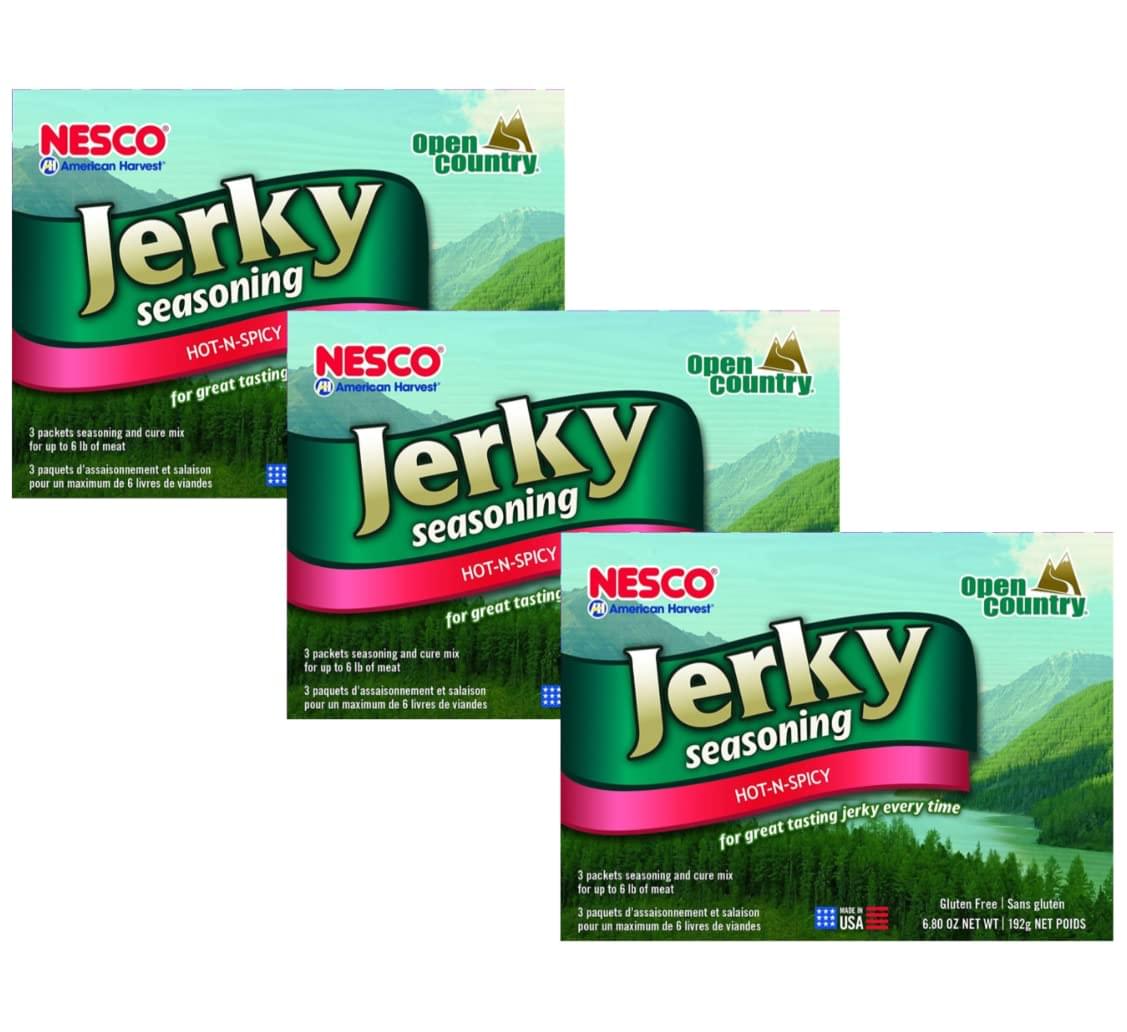 NESCO®
American Harvest®
Open
country®
Jerky
seasoning
HOT-N-SPICY
for great tasting
3 packets seasoning and cure mix
for up to 6 lb of meat
3 paquets d'assaisonnement et salaison
pour un maximum de 6 livres de viandes
NESCO®
American Harvest®
Open
country®
Jerky
seasoning
HOT-N-SPICY
for great tasting
3 packets seasoning and cure mix
for up to 6 lb of meat
3 paquets d'assaisonnement et salaison
pour un maximum de 6 livres de viandes
NESCO®
American Harvest®
Open
country®
Jerky
seasoning
HOT-N-SPICY
for great tasting jerky every time
3 packets seasoning and cure mix
for up to 6 lb of meat
3 paquets d'assaisonnement et salaison
pour un maximum de 6 livres de viandes
MADE IN
USA
Gluten Free | Sans gluten
6.80 OZ NET WT | 192g NET POIDS